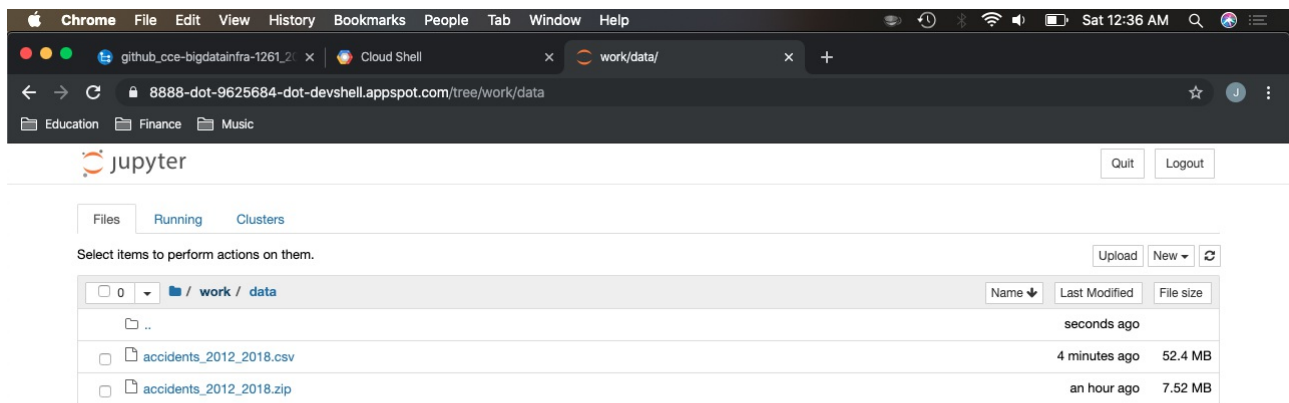 Chrome File Edit View History Bookmarks People Tab Window Help Sat 12:36 AM
github_cce-bigdatainfra-1261_20 Cloud Shell work/data/
8888-dot-9625684-dot-devshell.appspot.com/tree/work/data J
Education Finance Music
jupyter Quit Logout
Files Running Clusters
Select items to perform actions on them. Upload New
0 / work / data Name Last Modified File size
.. seconds ago
accidents_2012_2018.csv 4 minutes ago 52.4 MB
accidents_2012_2018.zip an hour ago 7.52 MB